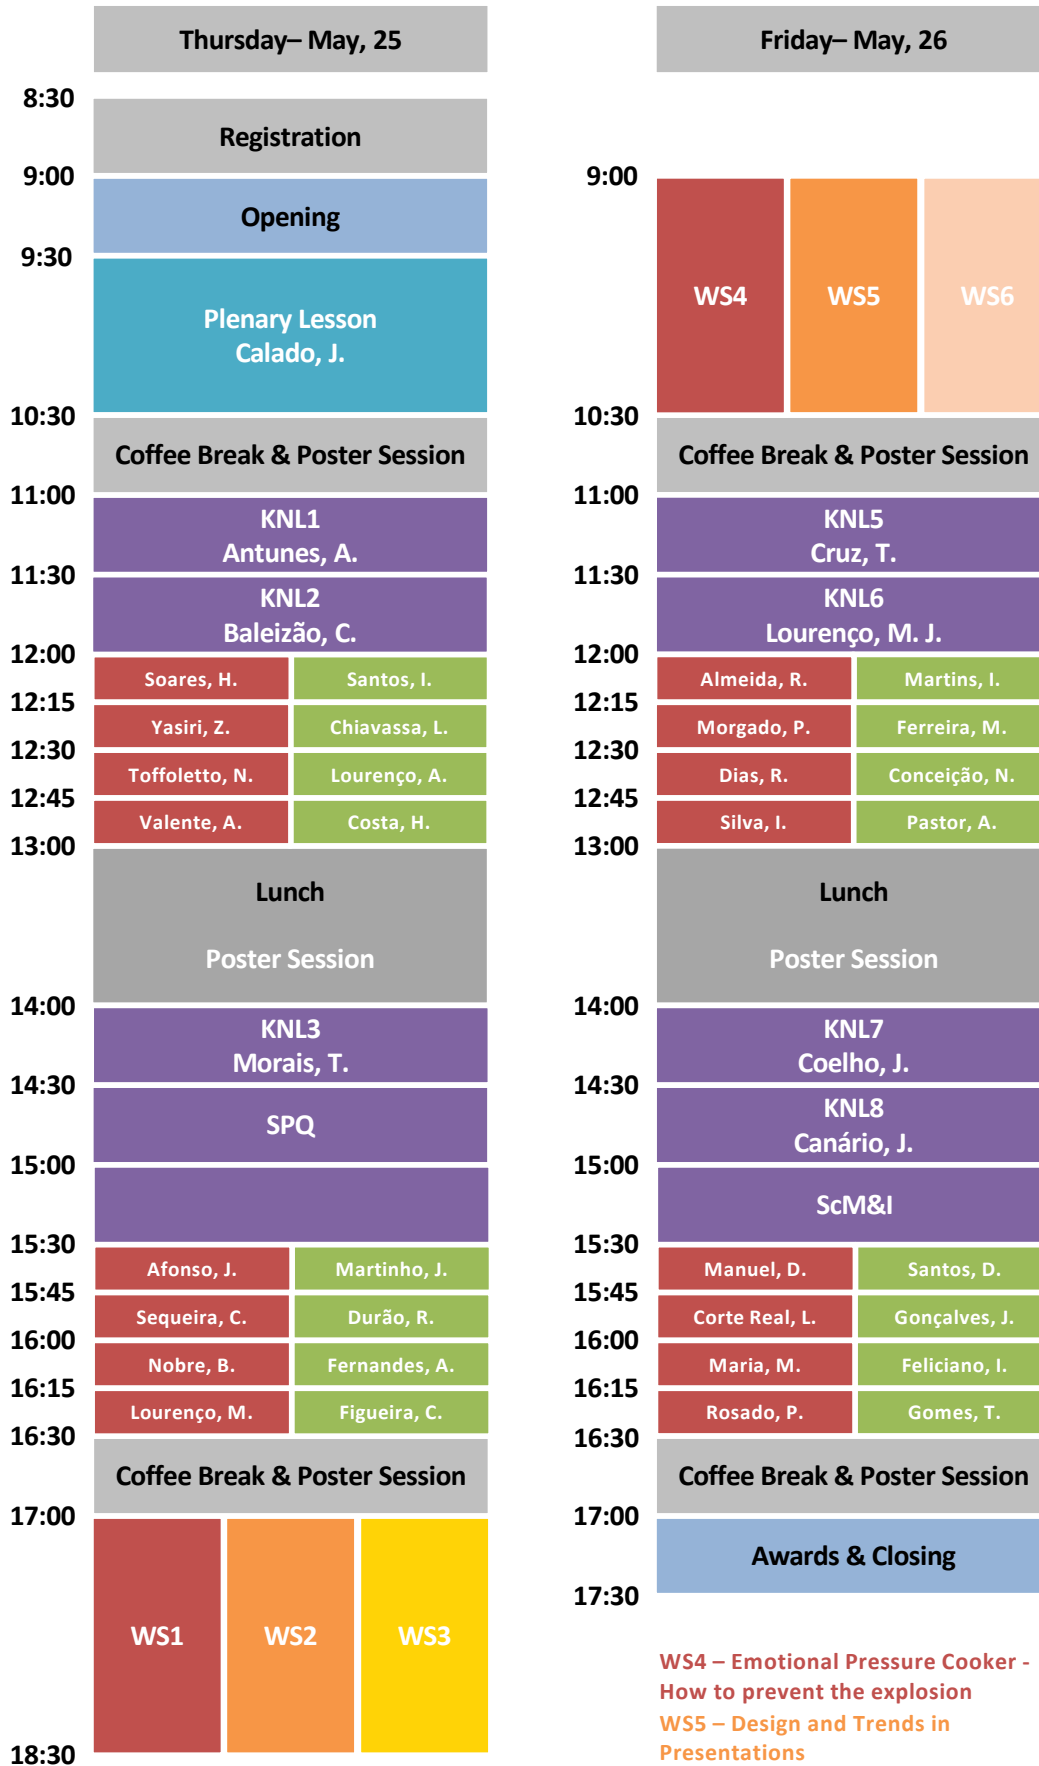 Thursday– May, 25
8:30
Registration
9:00
Opening
9:30
Plenary Lesson
Calado, J.
10:30
Coffee Break & Poster Session
11:00
KNL1
Antunes, A.
11:30
KNL2
Baleizão, C.
12:00
Soares, H. Santos, I.
12:15
Yasiri, Z. Chiavassa, L.
12:30
Toffoletto, N. Lourenço, A.
12:45
Valente, A. Costa, H.
13:00
Lunch
Poster Session
14:00
KNL3
Morais, T.
14:30
SPQ
15:00
15:30
Afonso, J. Martinho, J.
15:45
Sequeira, C. Durão, R.
16:00
Nobre, B. Fernandes, A.
16:15
Lourenço, M. Figueira, C.
16:30
Coffee Break & Poster Session
17:00
WS1 WS2 WS3
18:30
Friday– May, 26
9:00
WS4 WS5 WS6
10:30
Coffee Break & Poster Session
11:00
KNL5
Cruz, T.
11:30
KNL6
Lourenço, M. J.
12:00
Almeida, R. Martins, I.
12:15
Morgado, P. Ferreira, M.
12:30
Dias, R. Conceição, N.
12:45
Silva, I. Pastor, A.
13:00
Lunch
Poster Session
14:00
KNL7
Coelho, J.
14:30
KNL8
Canário, J.
15:00
ScM&I
15:30
Manuel, D. Santos, D.
15:45
Corte Real, L. Gonçalves, J.
16:00
Maria, M. Feliciano, I.
16:15
Rosado, P. Gomes, T.
16:30
Coffee Break & Poster Session
17:00
Awards & Closing
17:30
WS4 – Emotional Pressure Cooker -
How to prevent the explosion
WS5 – Design and Trends in
Presentations